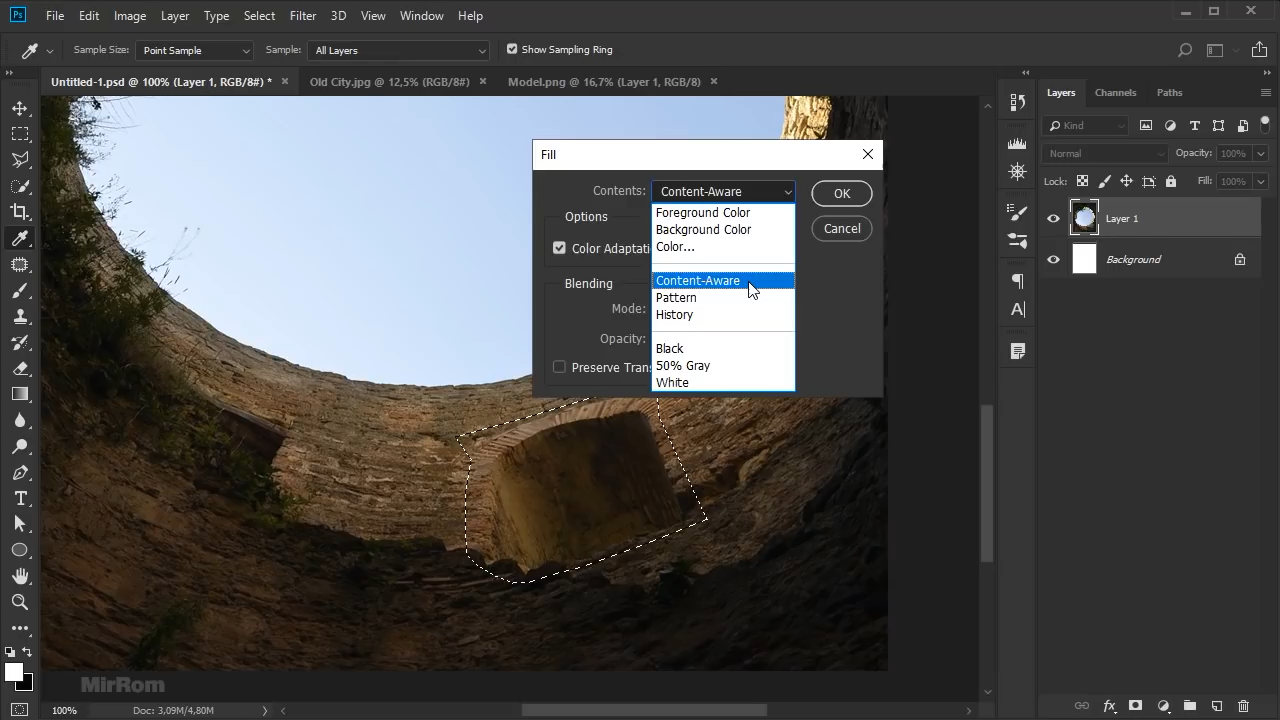 Ps File Edit Image Layer Type Select Filter 3D View Window Help
Sample Size: Point Sample Sample: All Layers Show Sampling Ring
Untitled-1.psd @ 100% (Layer 1, RGB/8#) * Old City.jpg @ 12,5% (RGB/8#) Model.png @ 16,7% (Layer 1, RGB/8)
Fill
Contents: Content-Aware
OK
Cancel
Options
Color Adaptati
Blending
Mode:
Opacity:
Preserve Trans
Foreground Color
Background Color
Color...
Content-Aware
Pattern
History
Black
50% Gray
White
Layers Channels Paths
Kind
Normal Opacity: 100%
Lock: Fill: 100%
Layer 1
Background
MirRom
100% Doc: 3,09M/4,80M